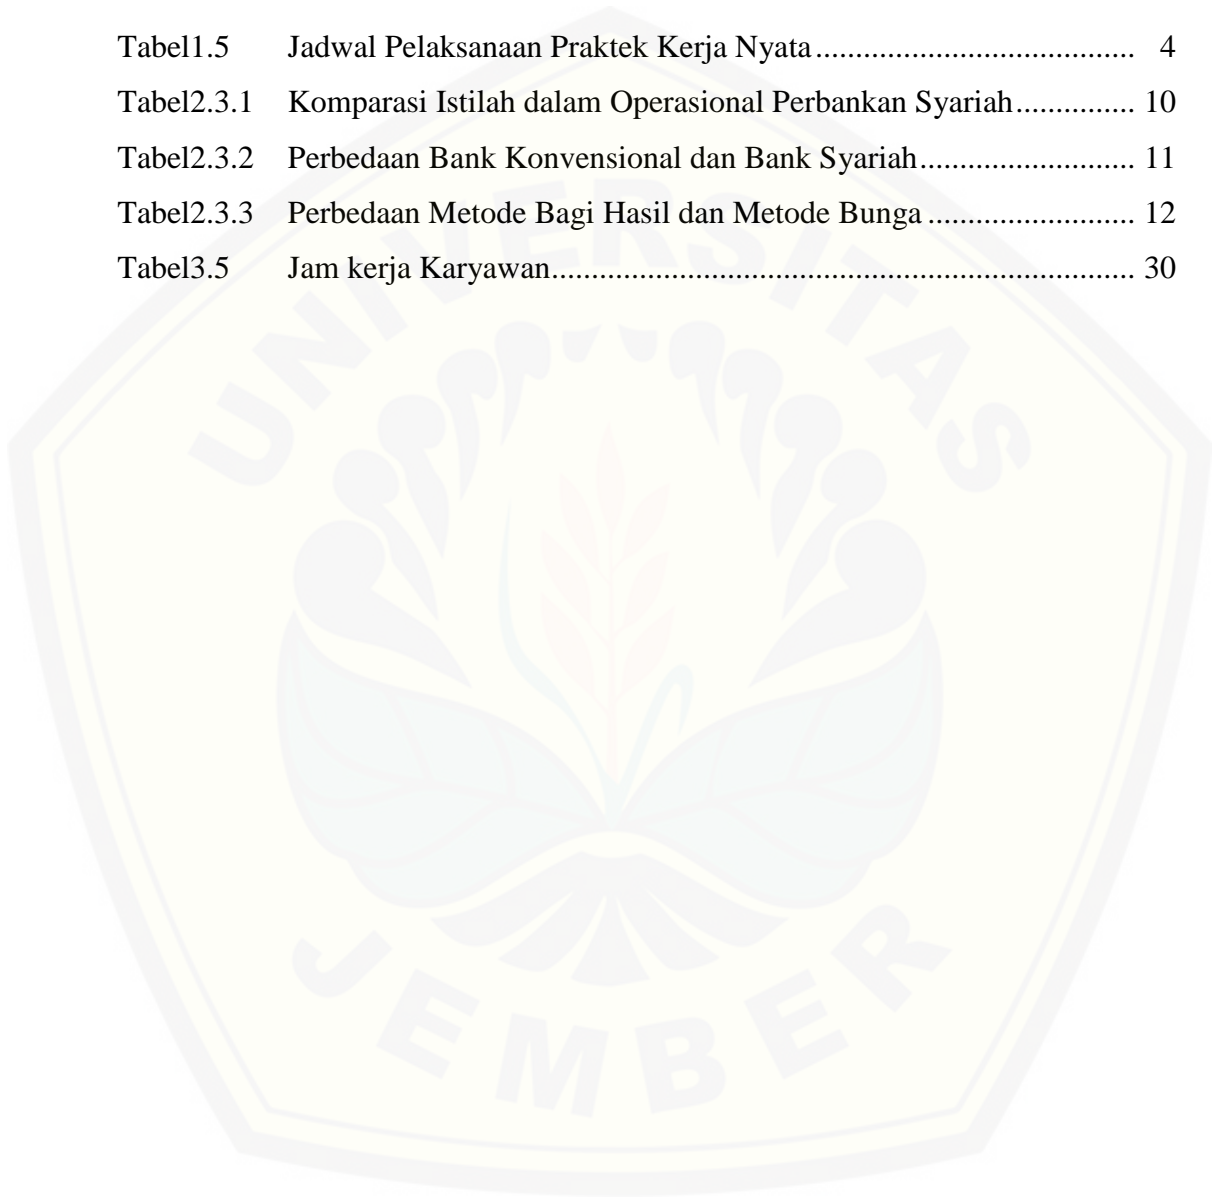 Tabel1.5 Jadwal Pelaksanaan Praktek Kerja Nyata ................................ 4
Tabel2.3.1 Komparasi Istilah dalam Operasional Perbankan Syariah ............... 10
Tabel2.3.2 Perbedaan Bank Konvensional dan Bank Syariah ........................... 11
Tabel2.3.3 Perbedaan Metode Bagi Hasil dan Metode Bunga .......................... 12
Tabel3.5 Jam kerja Karyawan ......................................................................... 30
UNIVERSITAS
JEMBER